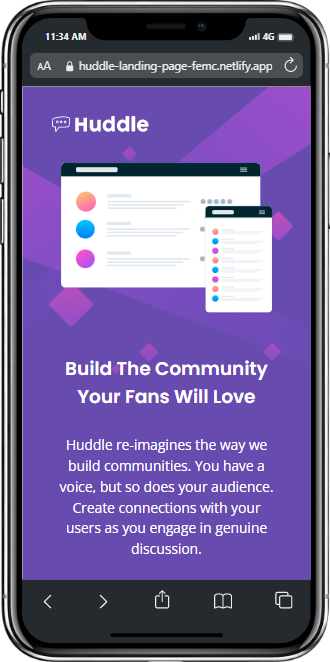 11:34 AM 4G
AA huddle-landing-page-femc.netlify.app
Huddle
Build The Community
Your Fans Will Love
Huddle re-imagines the way we
build communities. You have a
voice, but so does your audience.
Create connections with your
users as you engage in genuine
discussion.